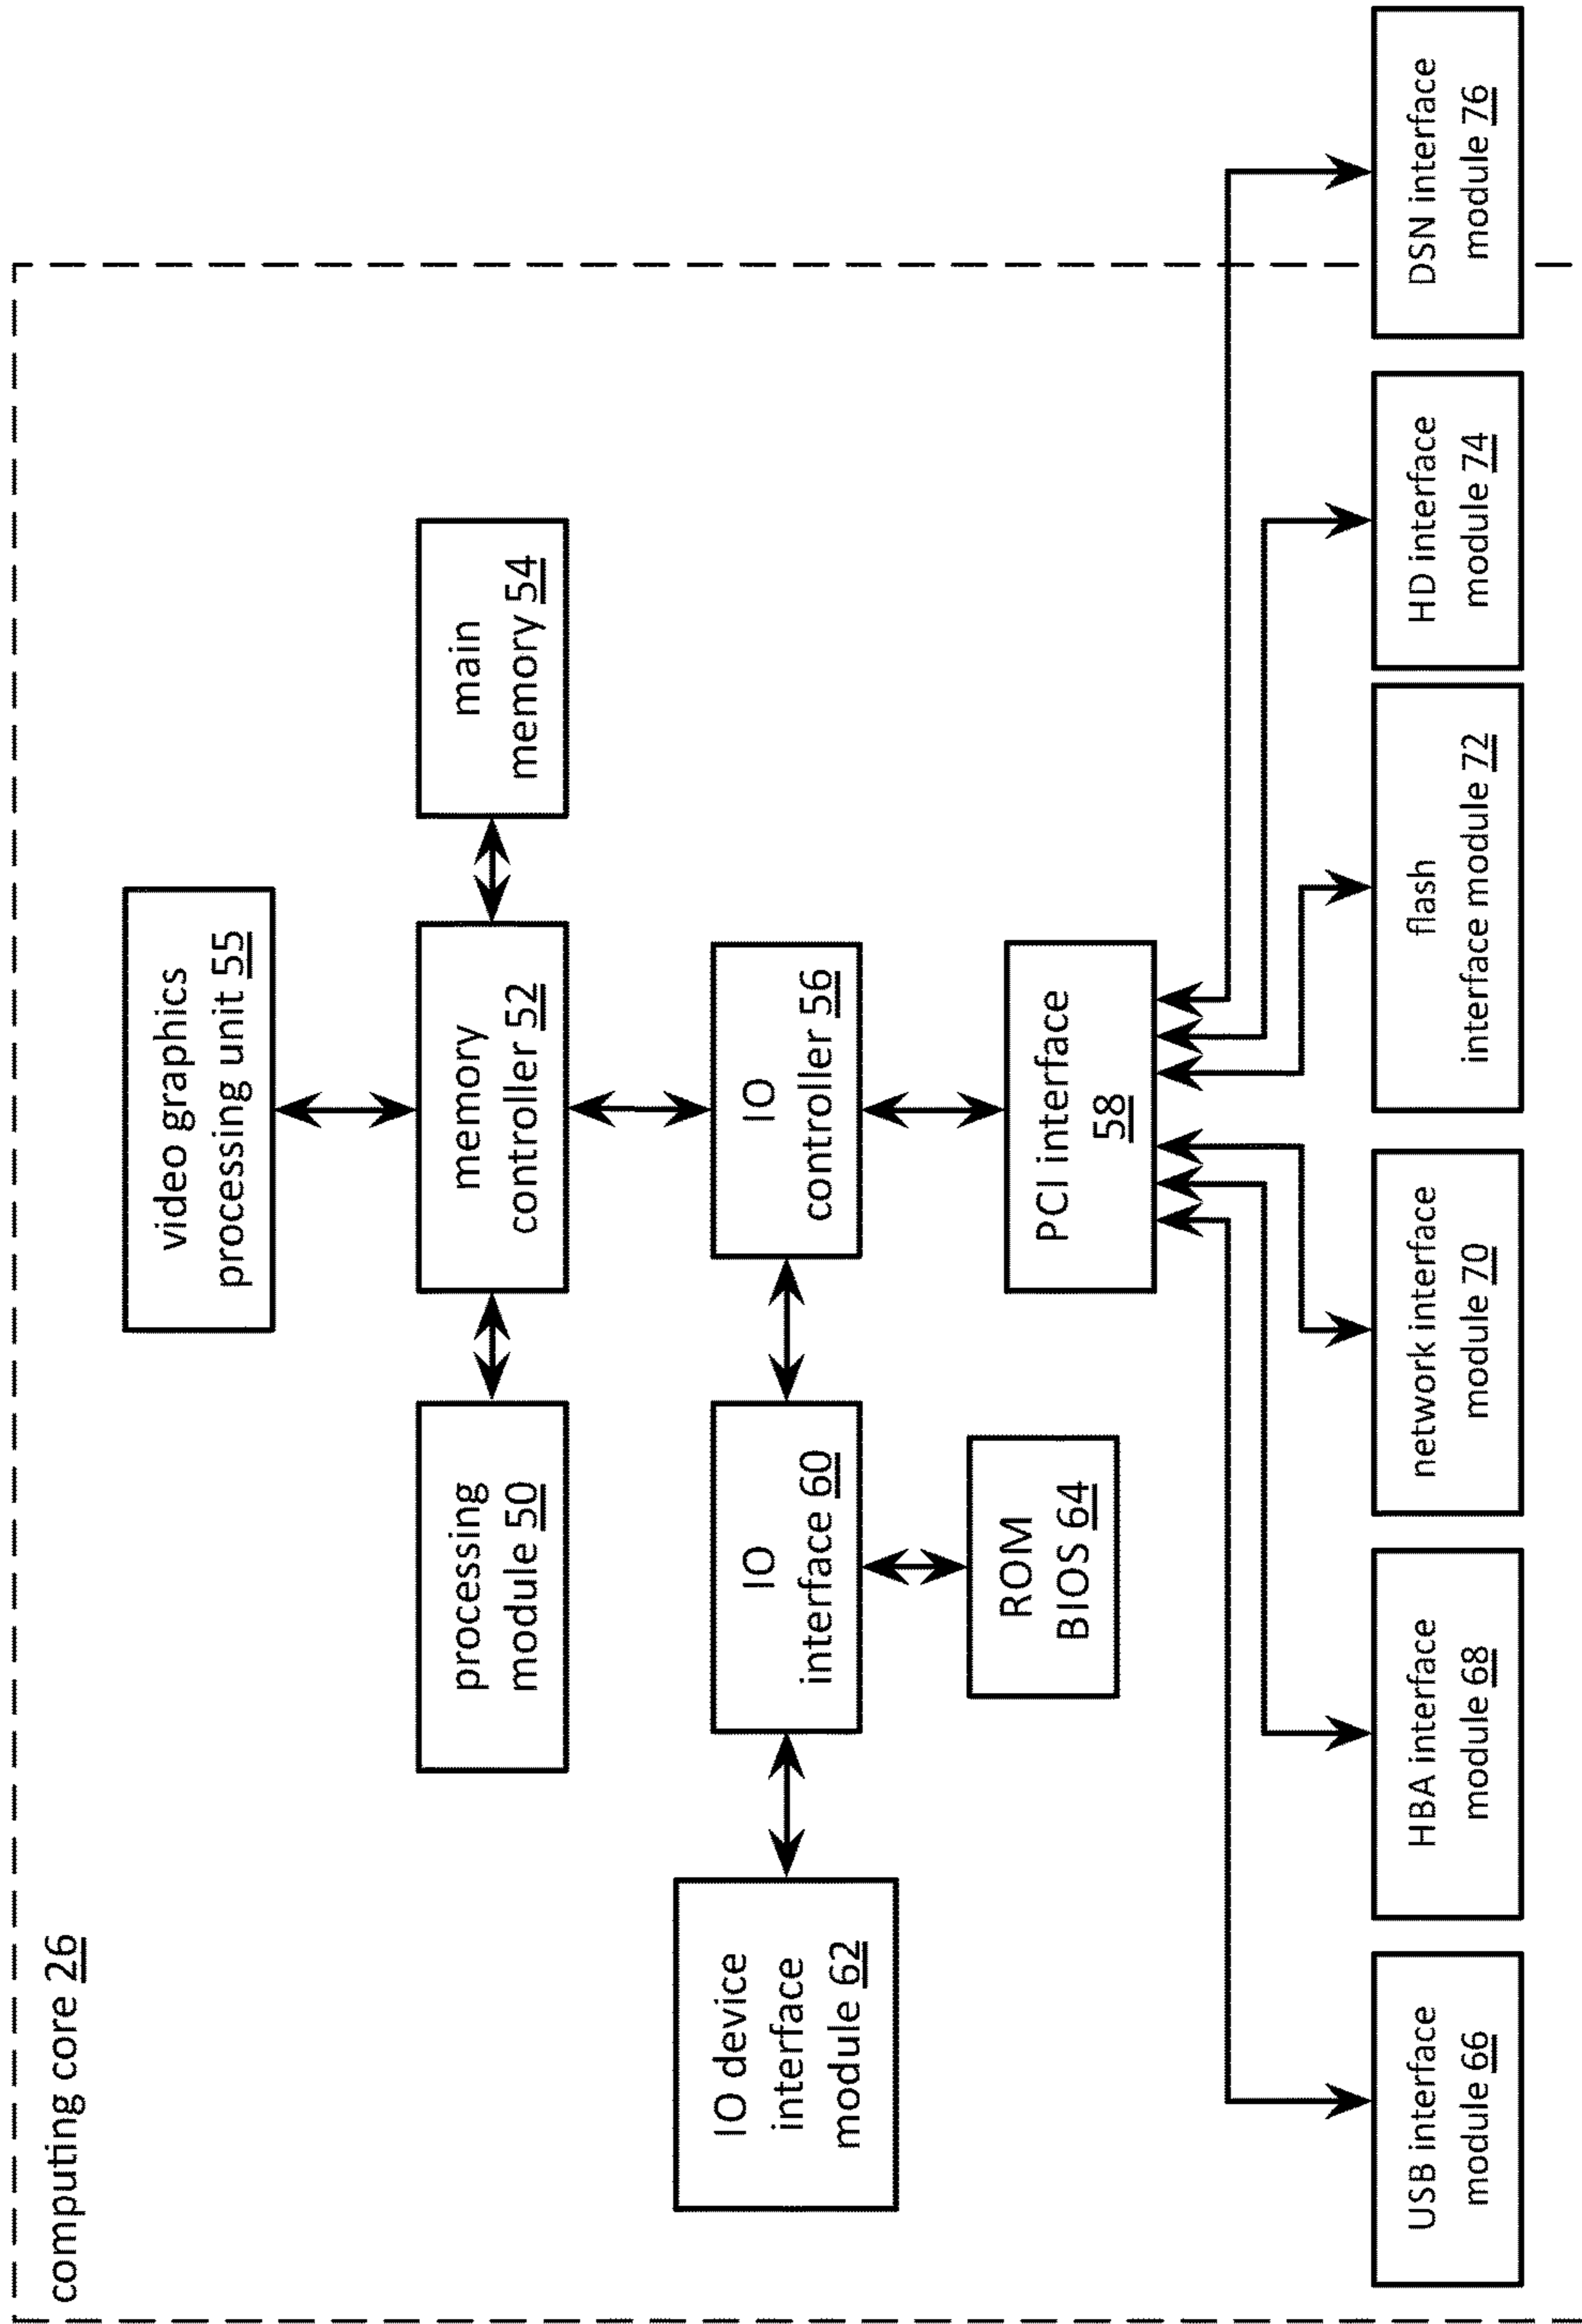 computing core 26
video graphics
processing unit 55
processing
module 50
memory
controller 52
main
memory 54
IO device
interface
module 62
IO
interface 60
IO
controller 56
ROM
BIOS 64
PCI interface
58
USB interface
module 66
HBA interface
module 68
network interface
module 70
flash
interface module 72
HD interface
module 74
DSN interface
module 76